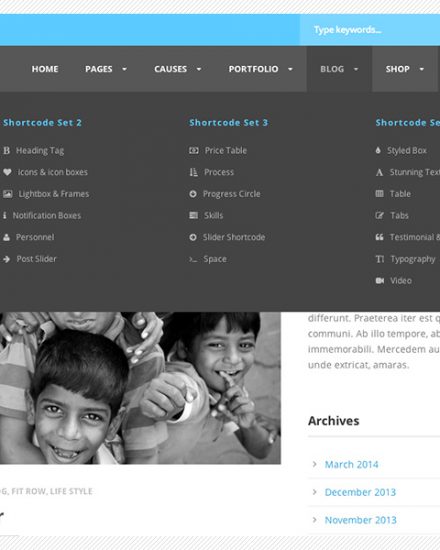 Type keywords...
HOME PAGES CAUSES PORTFOLIO BLOG SHOP
Shortcode Set 2
Heading Tag
icons & icon boxes
Lightbox & Frames
Notification Boxes
Personnel
Post Slider
Shortcode Set 3
Price Table
Process
Progress Circle
Skills
Slider Shortcode
Space
Shortcode Se
Styled Box
Stunning Text
Table
Tabs
Testimonial &
Typography
Video
differunt. Praeterea iter est q
communi. Ab illo tempore, ab
immemorabili. Mercedem au
unde extricat, amaras.
Archives
March 2014
December 2013
November 2013
OG, FIT ROW, LIFE STYLE
r